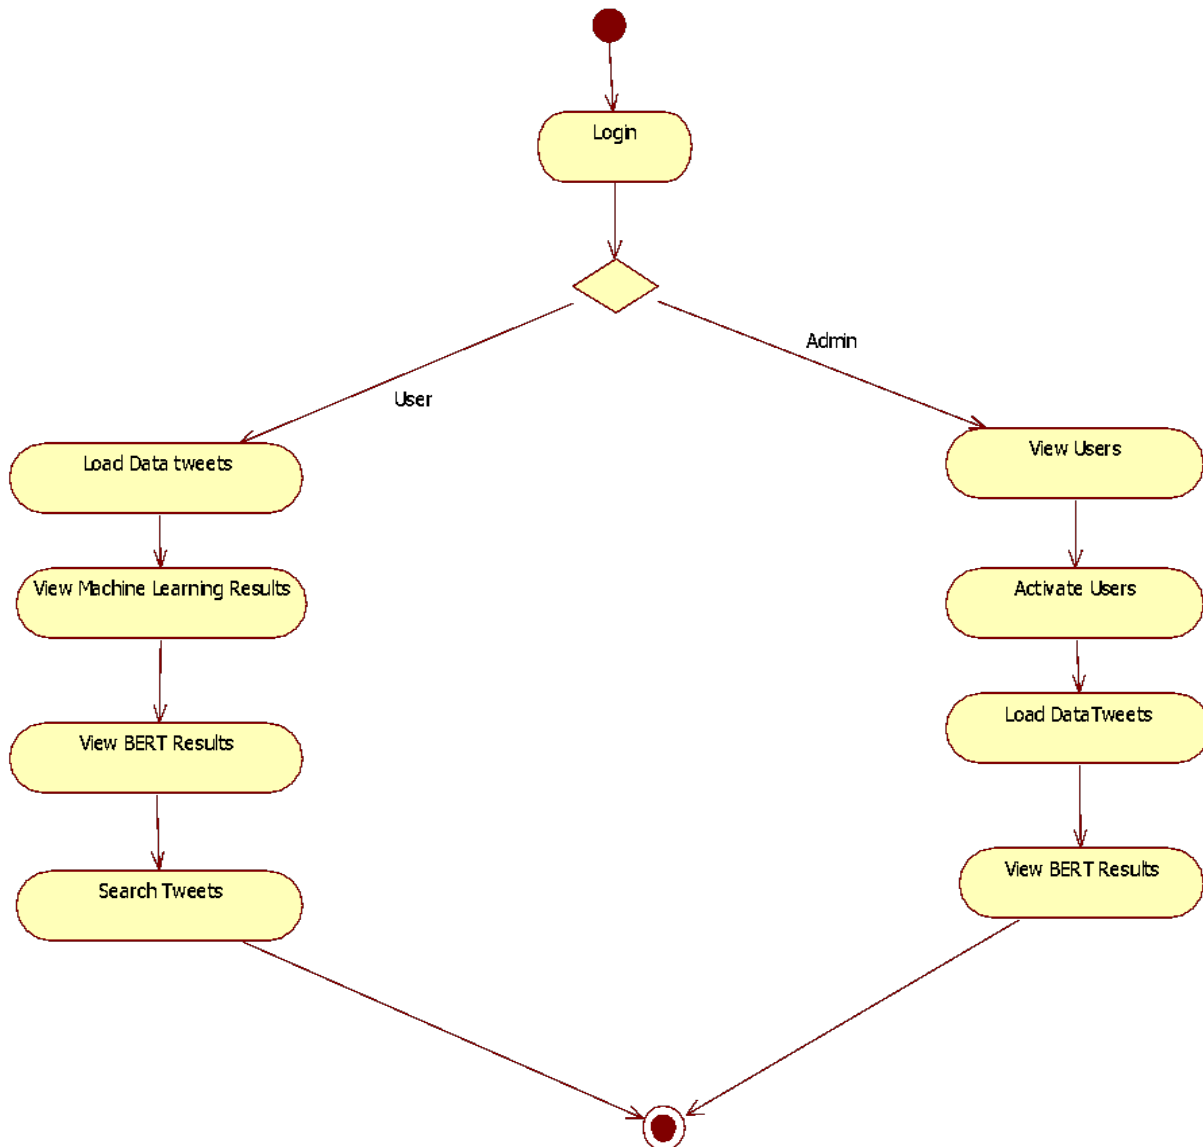 Login
Admin
User
Load Data tweets
View Users
View Machine Learning Results
Activate Users
Load DataTweets
View BERT Results
View BERT Results
Search Tweets